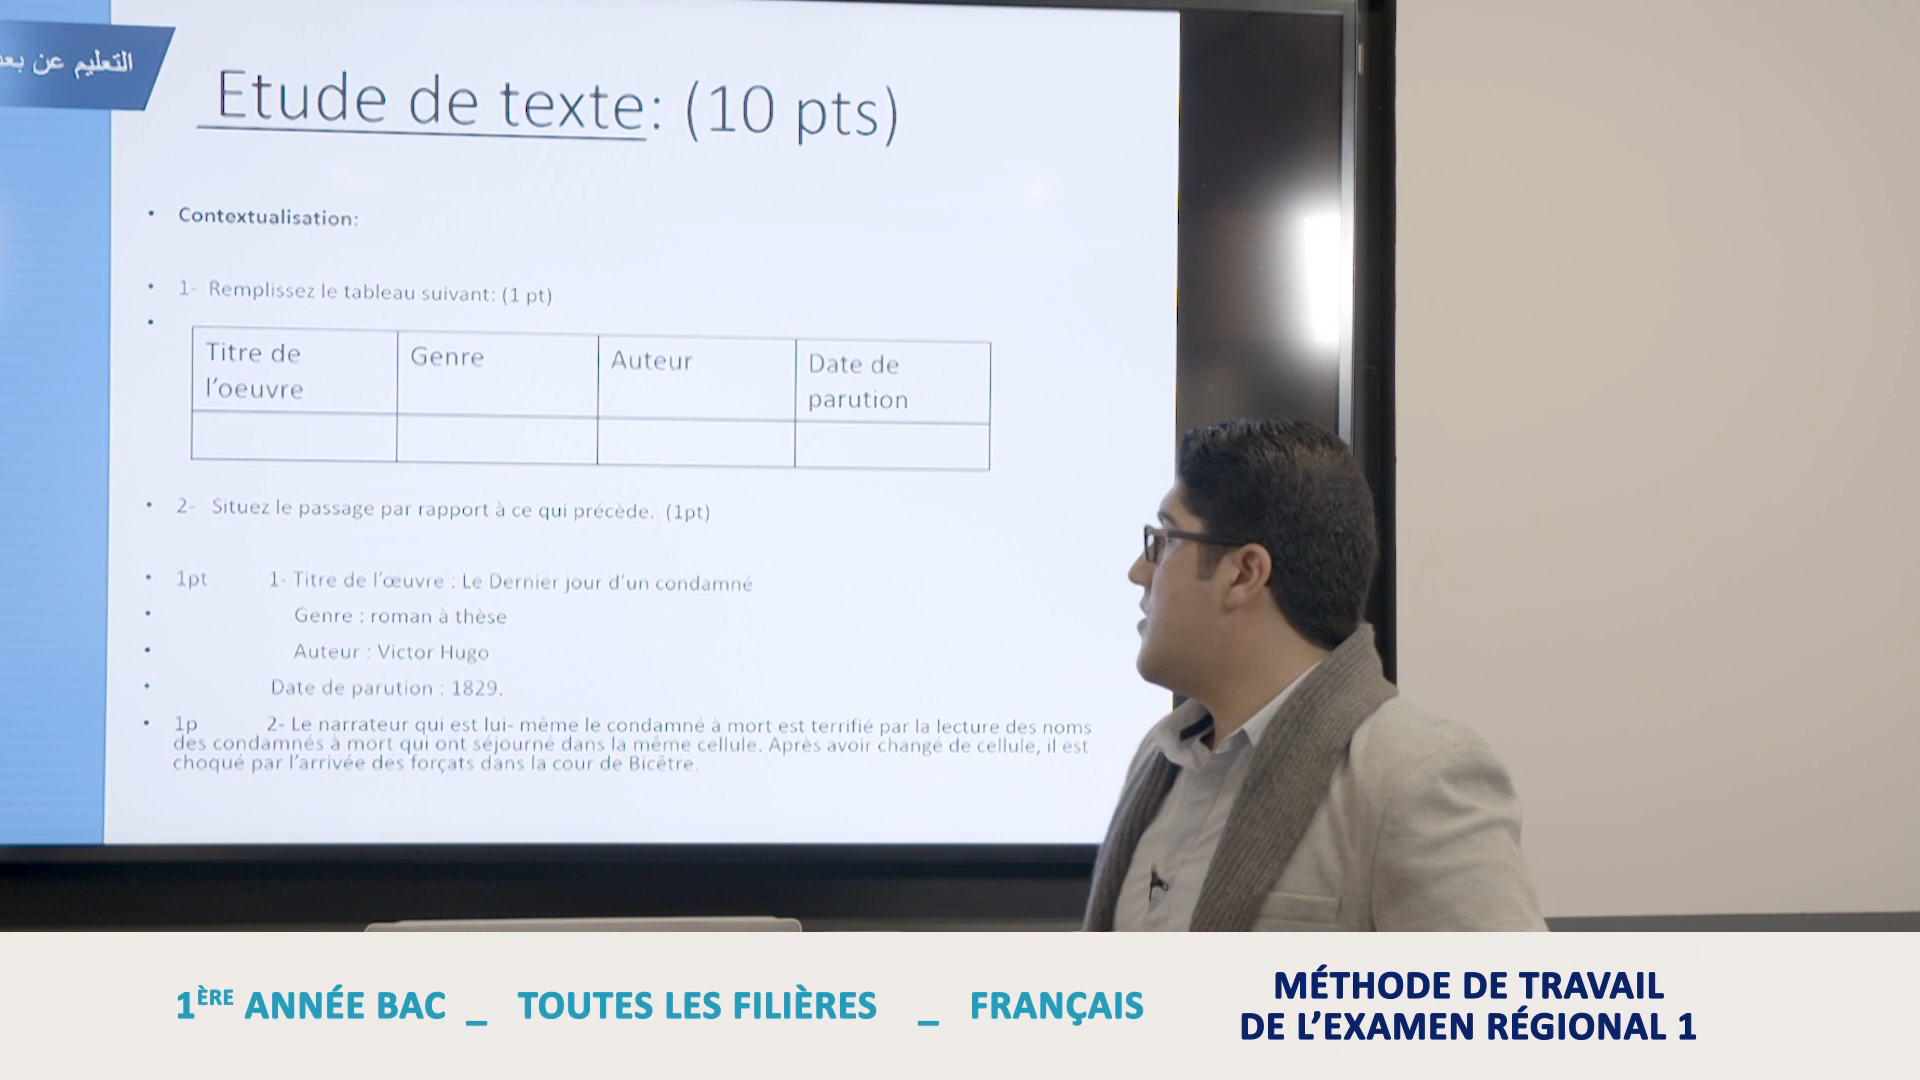 التعليم عن بعد
Etude de texte: (10 pts)
• Contextualisation:
• 1- Remplissez le tableau suivant: (1 pt)
•
Titre de l'oeuvre Genre Auteur Date de parution
• 2- Situez le passage par rapport à ce qui précède. (1pt)
• 1pt 1- Titre de l'œuvre : Le Dernier jour d'un condamné
• Genre : roman à thèse
• Auteur : Victor Hugo
• Date de parution : 1829.
• 1p 2- Le narrateur qui est lui- même le condamné à mort est terrifié par la lecture des noms
des condamnés à mort qui ont séjourné dans la même cellule. Après avoir changé de cellule, il est
choqué par l'arrivée des forçats dans la cour de Bicêtre.
1ÈRE ANNÉE BAC _ TOUTES LES FILIÈRES _ FRANÇAIS
MÉTHODE DE TRAVAIL
DE L'EXAMEN RÉGIONAL 1